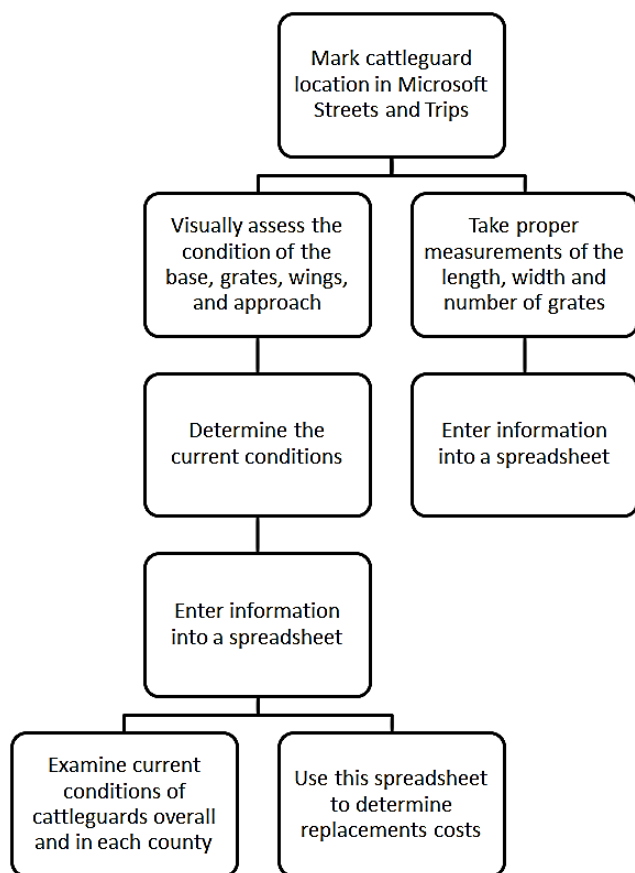 Mark cattleguard
location in Microsoft
Streets and Trips
Visually assess the
condition of the
base, grates, wings,
and approach
Take proper
measurements of the
length, width and
number of grates
Determine the
current conditions
Enter information
into a spreadsheet
Enter information
into a spreadsheet
Examine current
conditions of
cattleguards overall
and in each county
Use this spreadsheet
to determine
replacements costs